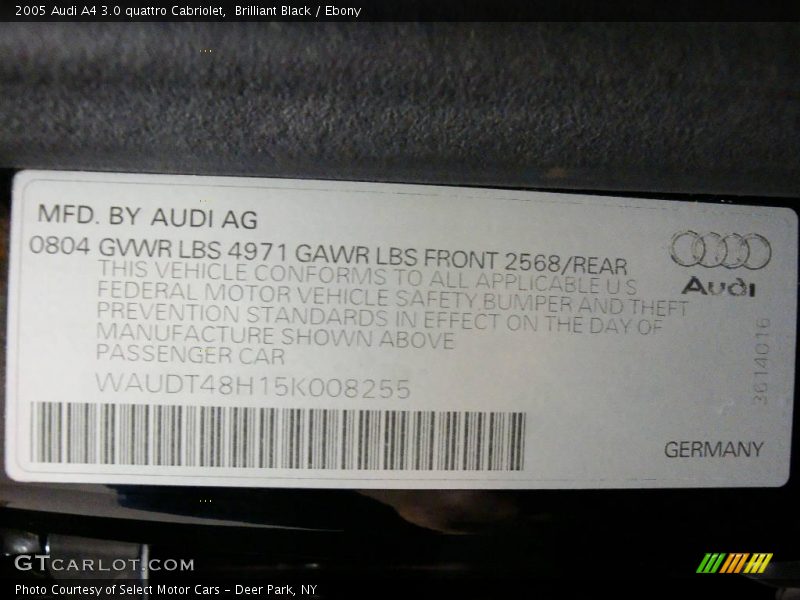 2005 Audi A4 3.0 quattro Cabriolet,  Brilliant Black / Ebony
MFD. BY AUDI AG
0804 GVWR LBS 4971 GAWR LBS FRONT 2568/REAR
THIS VEHICLE CONFORMS TO ALL APPLICABLE U S
FEDERAL MOTOR VEHICLE SAFETY, BUMPER AND THEFT
PREVENTION STANDARDS IN EFFECT ON THE DAY OF
MANUFACTURE SHOWN ABOVE
PASSENGER CAR
WAUDT48H15K008255
Audi
3614016
GERMANY
GTCARLOT.COM
Photo Courtesy of Select Motor Cars - Deer Park, NY